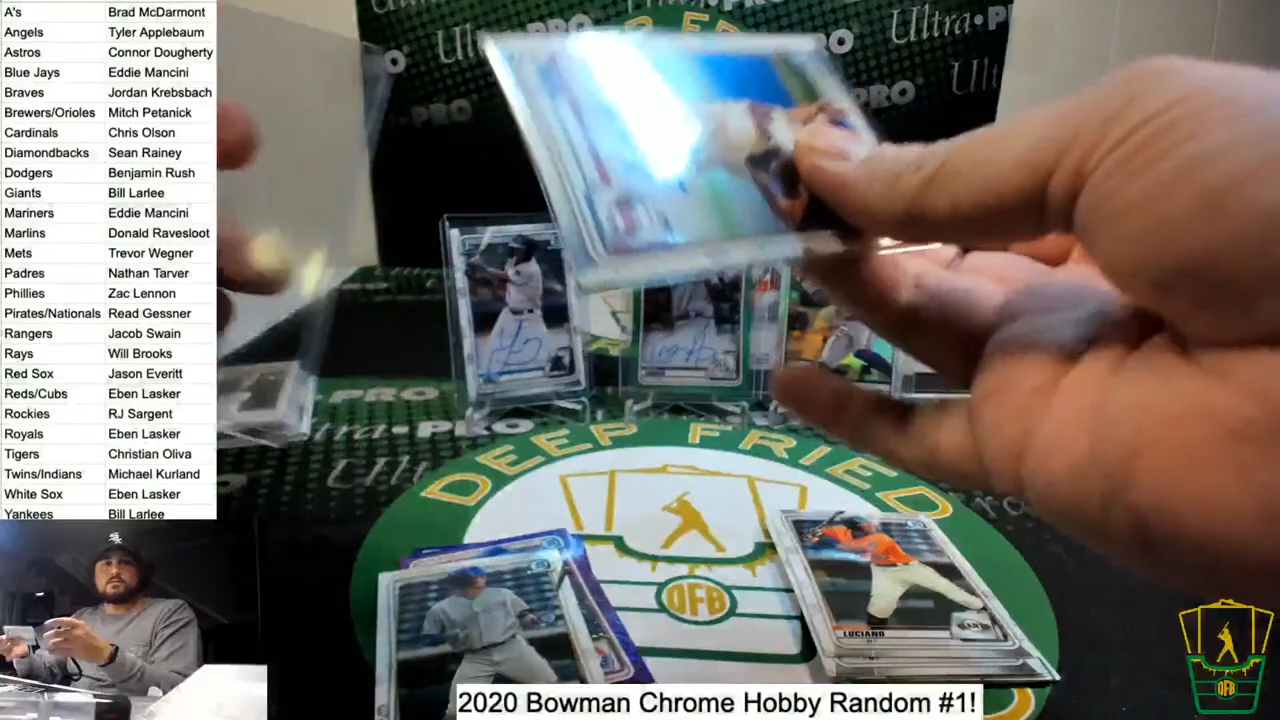 A's Brad McDarmont
Angels Tyler Applebaum
Astros Connor Dougherty
Blue Jays Eddie Mancini
Braves Jordan Krebsbach
Brewers/Orioles Mitch Petanick
Cardinals Chris Olson
Diamondbacks Sean Rainey
Dodgers Benjamin Rush
Giants Bill Larlee
Mariners Eddie Mancini
Marlins Donald Ravesloot
Mets Trevor Wegner
Padres Nathan Tarver
Phillies Zac Lennon
Pirates/Nationals Read Gessner
Rangers Jacob Swain
Rays Will Brooks
Red Sox Jason Everitt
Reds/Cubs Eben Lasker
Rockies RJ Sargent
Royals Eben Lasker
Tigers Christian Oliva
Twins/Indians Michael Kurland
White Sox Eben Lasker
Yankees Bill Larlee
Ultra•PRO
PRO
PRO
Ultra•PRO
DEEP FRIED
DFB
LUCIANO
DFB
2020 Bowman Chrome Hobby Random #1!